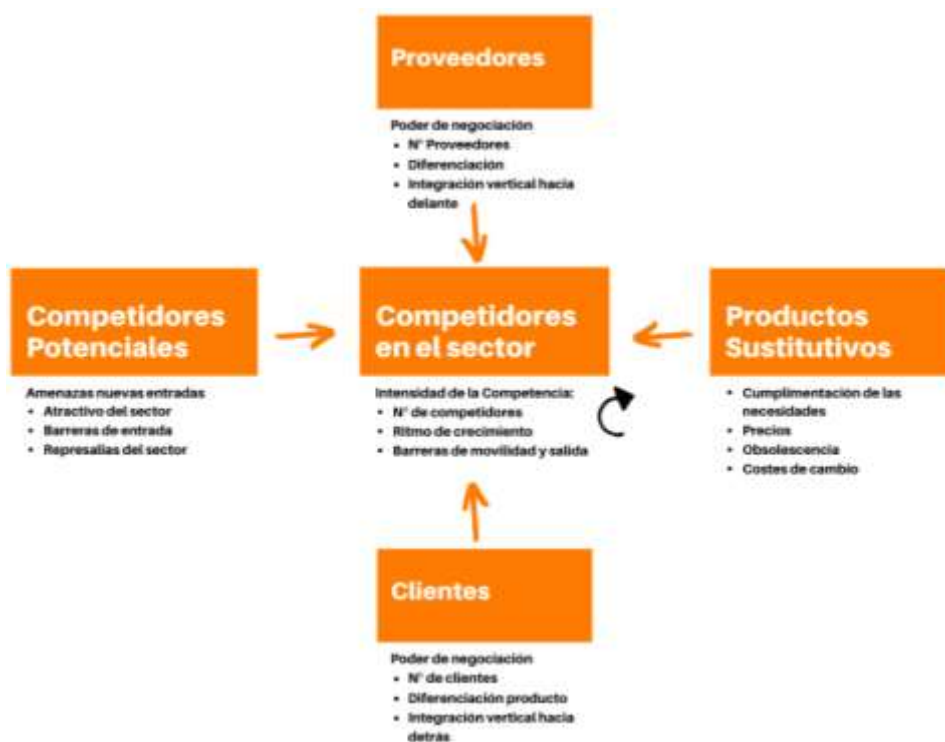 Proveedores
Poder de negociación
• N° Proveedores
• Diferenciación
• Integración vertical hacia
delante
Competidores
Potenciales
Amenazas nuevas entradas
• Atractivo del sector
• Barreras de entrada
• Represalias del sector
Competidores
en el sector
Intensidad de la Competencia:
• N° de competidores
• Ritmo de crecimiento
• Barreras de movilidad y salida
Productos
Sustitutivos
• Cumplimentación de las
necesidades
• Precios
• Obsolescencia
• Costes de cambio
Clientes
Poder de negociación
• N° de clientes
• Diferenciación producto
• Integración vertical hacia
detrás